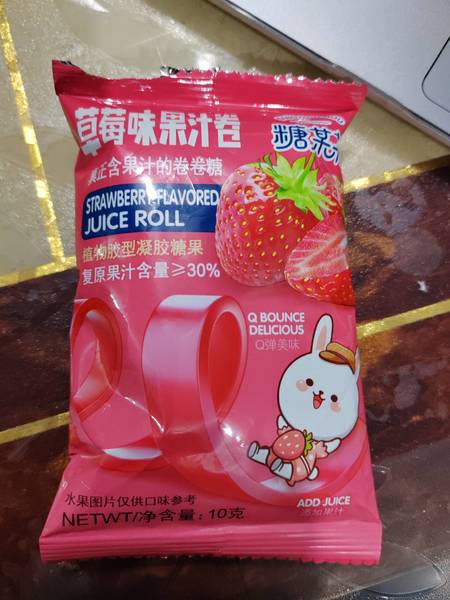 草莓味果汁卷
糖菓
真正含果汁的卷卷糖
STRAWBERRY-FLAVORED
JUICE ROLL
植物胶型凝胶糖果
复原果汁含量≥30%
Q BOUNCE
DELICIOUS
Q弹美味
水果图片仅供口味参考
NETWT/净含量：10克
ADD JUICE
添加果汁